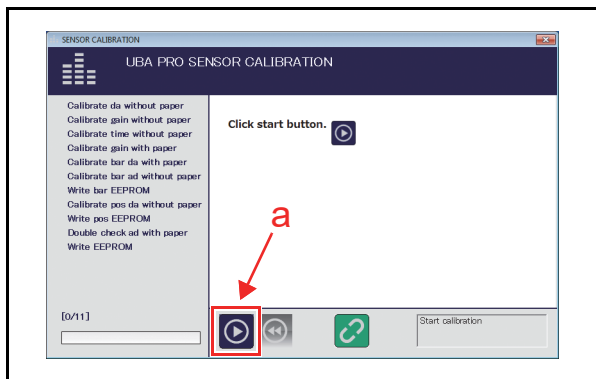 SENSOR CALIBRATION
UBA PRO SENSOR CALIBRATION
Calibrate da without paper
Calibrate gain without paper
Calibrate time without paper
Calibrate gain with paper
Calibrate bar da with paper
Calibrate bar ad without paper
Write bar EEPROM
Calibrate pos da without paper
Write pos EEPROM
Double check ad with paper
Write EEPROM
Click start button.
a
[0/11]
Start calibration